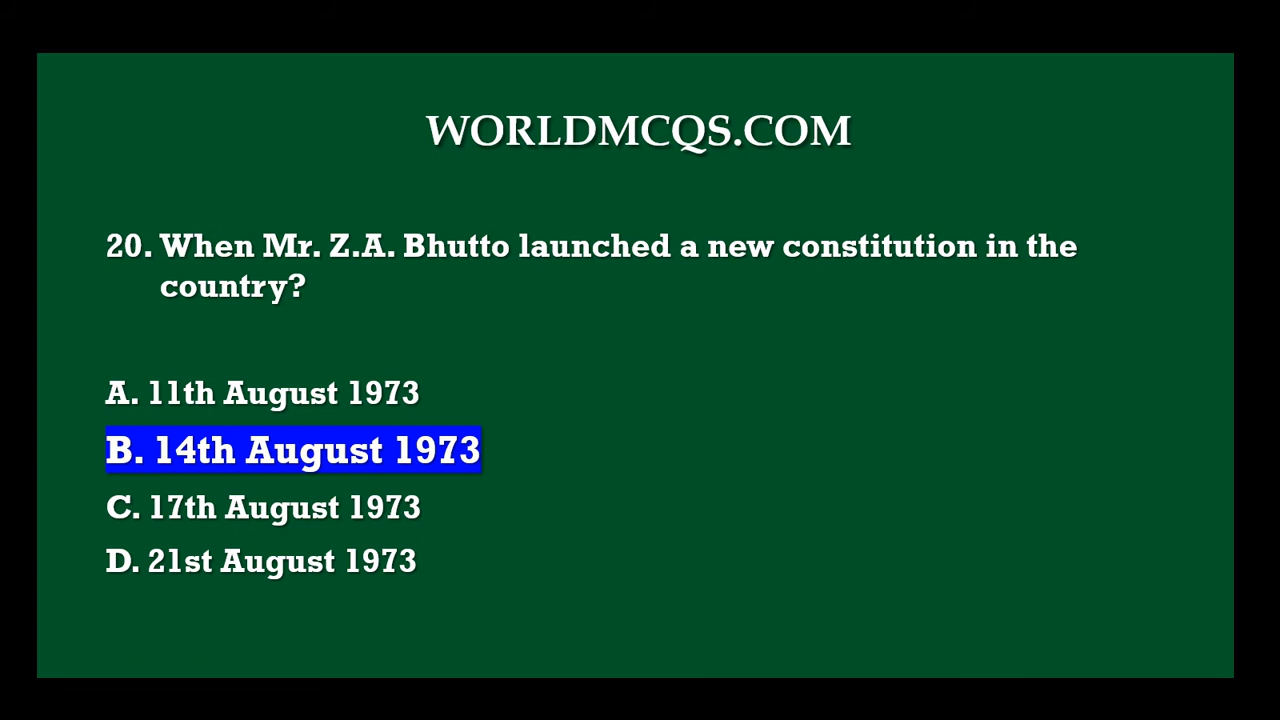 WORLDMCQS.COM
20. When Mr. Z.A. Bhutto launched a new constitution in the
country?
A. 11th August 1973
B. 14th August 1973
C. 17th August 1973
D. 21st August 1973